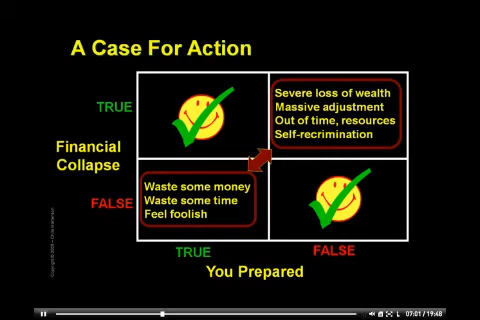 A Case For Action
TRUE
Severe loss of wealth
Massive adjustment
Out of time, resources
Self-recrimination
Financial
Collapse
Waste some money
Waste some time
Feel foolish
FALSE
TRUE
FALSE
You Prepared
07:01 / 19:48